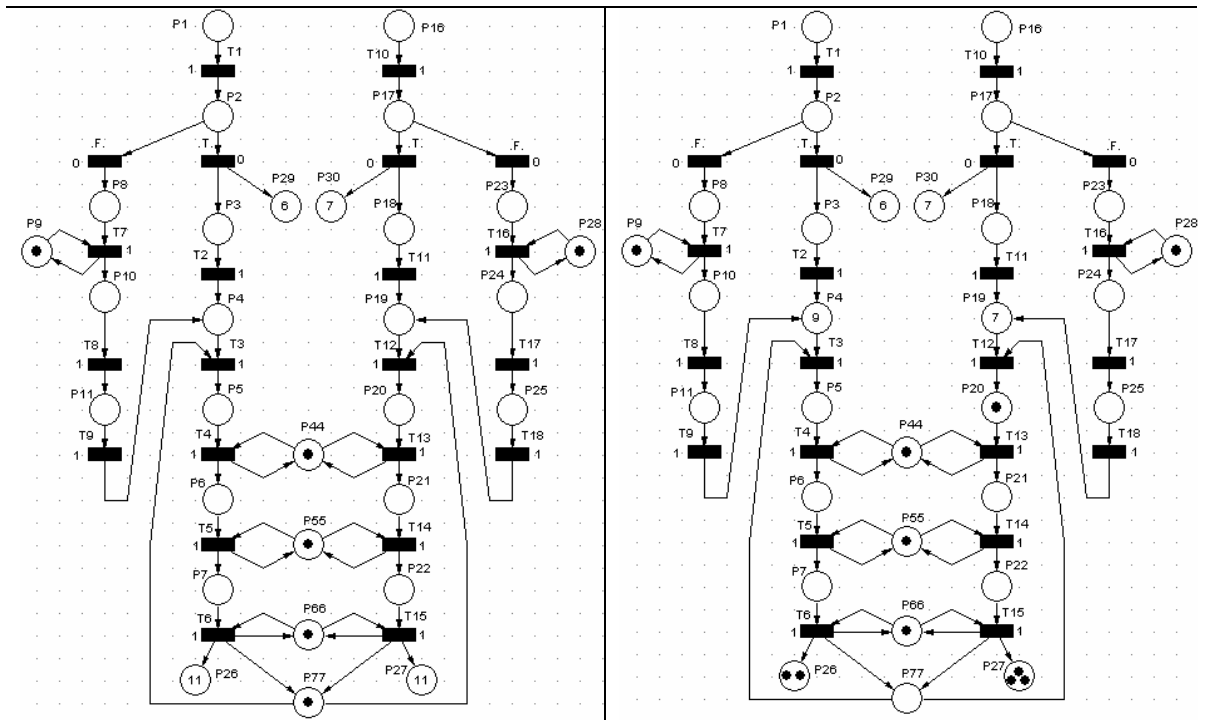 P1 P16
T1 T10
1 1
P2 P17
.F. .T. .T. .F.
0 0 0 0
P8 P29 P30 P23
6 7
P3 P18
P9 T7 T16 P28
1 1
T2 T11
1 1
P10 P24
P4 P19
T8 T3 T12 T17
1 1 1 1
P11 P5 P20 P25
T9 T4 P44 T13 T18
1 1 1 1
P6 P21
T5 P55 T14
1 1
P7 P22
T6 P66 T15
1 1
11 P26 P77 P27 11
P1 P16
T1 T10
1 1
P2 P17
.F. .T. .T. .F.
0 0 0 0
P8 P29 P30 P23
6 7
P3 P18
P9 T7 T16 P28
1 1
T2 T11
1 1
P10 P24
P4 P19
9 7
T8 T3 T12 T17
1 1 1 1
P11 P5 P20 P25
T9 T4 P44 T13 T18
1 1 1 1
P6 P21
T5 P55 T14
1 1
P7 P22
T6 P66 T15
1 1
P26 P77 P27